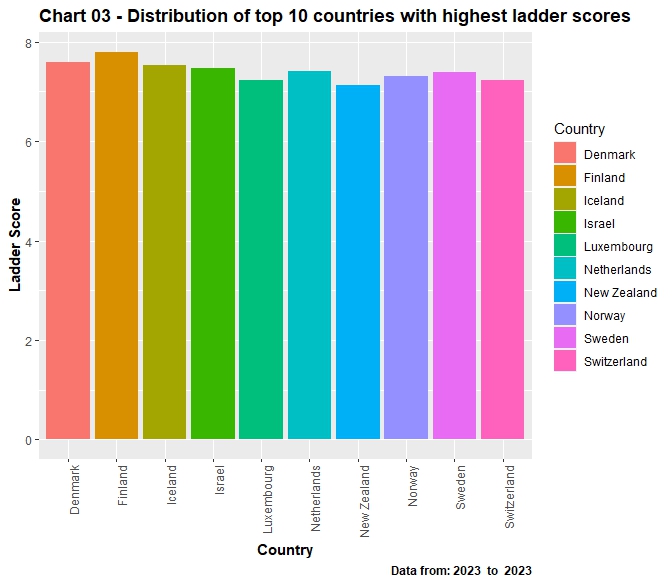 Chart 03 - Distribution of top 10 countries with highest ladder scores
Ladder Score
8
6
4
2
0
Denmark
Finland
Iceland
Israel
Luxembourg
Netherlands
New Zealand
Norway
Sweden
Switzerland
Country
Country
Denmark
Finland
Iceland
Israel
Luxembourg
Netherlands
New Zealand
Norway
Sweden
Switzerland
Data from: 2023 to 2023